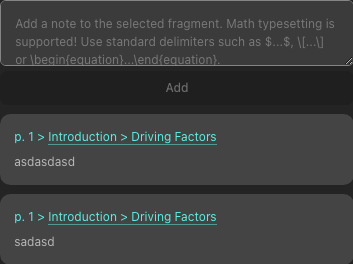 Add a note to the selected fragment. Math typesetting is
supported! Use standard delimiters such as $...$, \[...\]
or \begin{equation}...\end{equation}.
Add
p. 1 > Introduction > Driving Factors
asdasdasd
p. 1 > Introduction > Driving Factors
sadasd